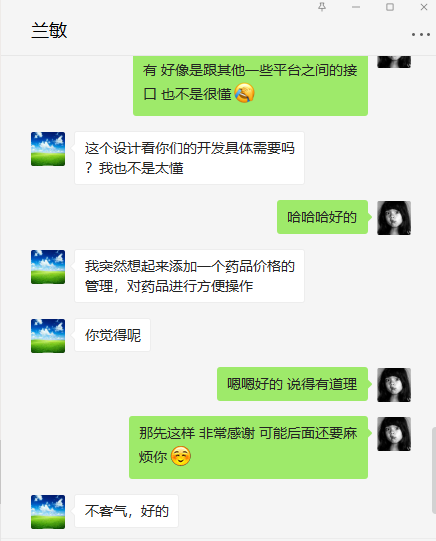 兰敏
有 好像是跟其他一些平台之间的接
口 也不是很懂
这个设计看你们的开发具体需要吗
？我也不是太懂
哈哈哈好的
我突然想起来添加一个药品价格的
管理，对药品进行方便操作
你觉得呢
嗯嗯好的 说得有道理
那先这样 非常感谢 可能后面还要麻
烦你
不客气，好的